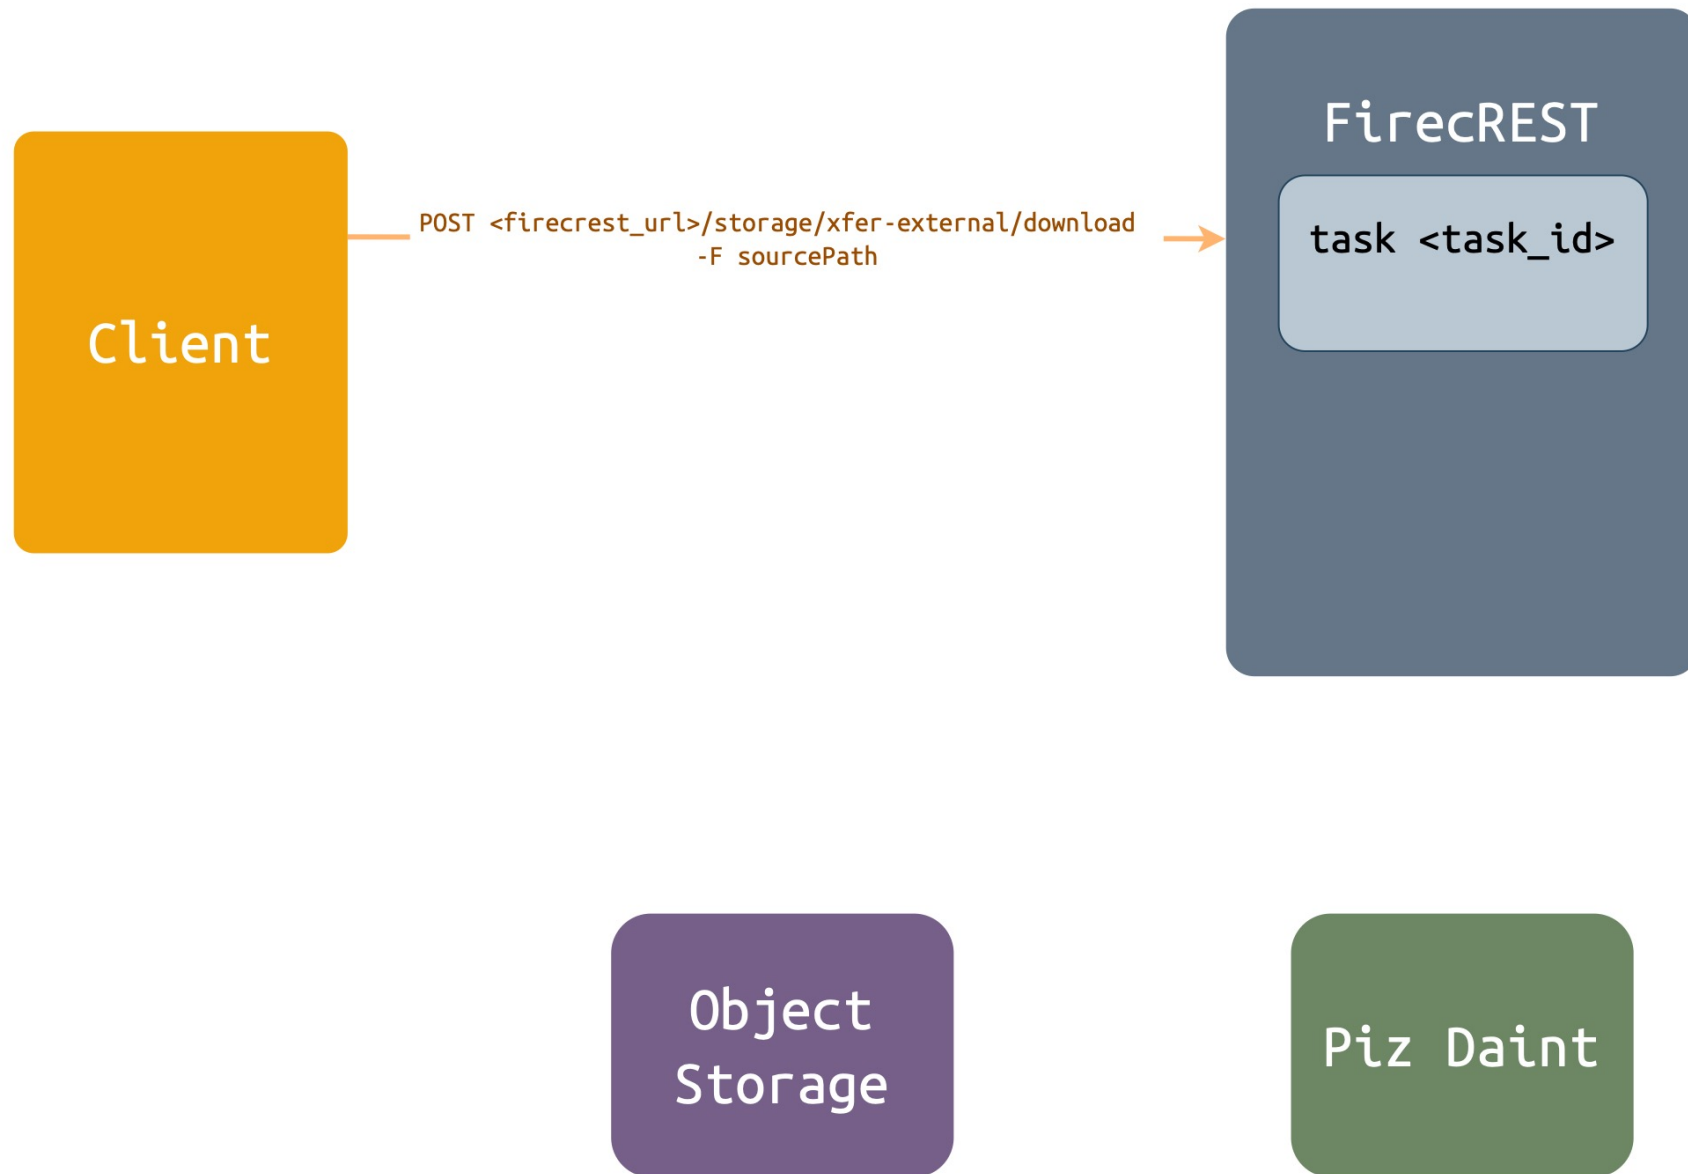 FirecREST
task <task_id>
POST <firecrest_url>/storage/xfer-external/download
-F sourcePath
Client
Object
Storage
Piz Daint